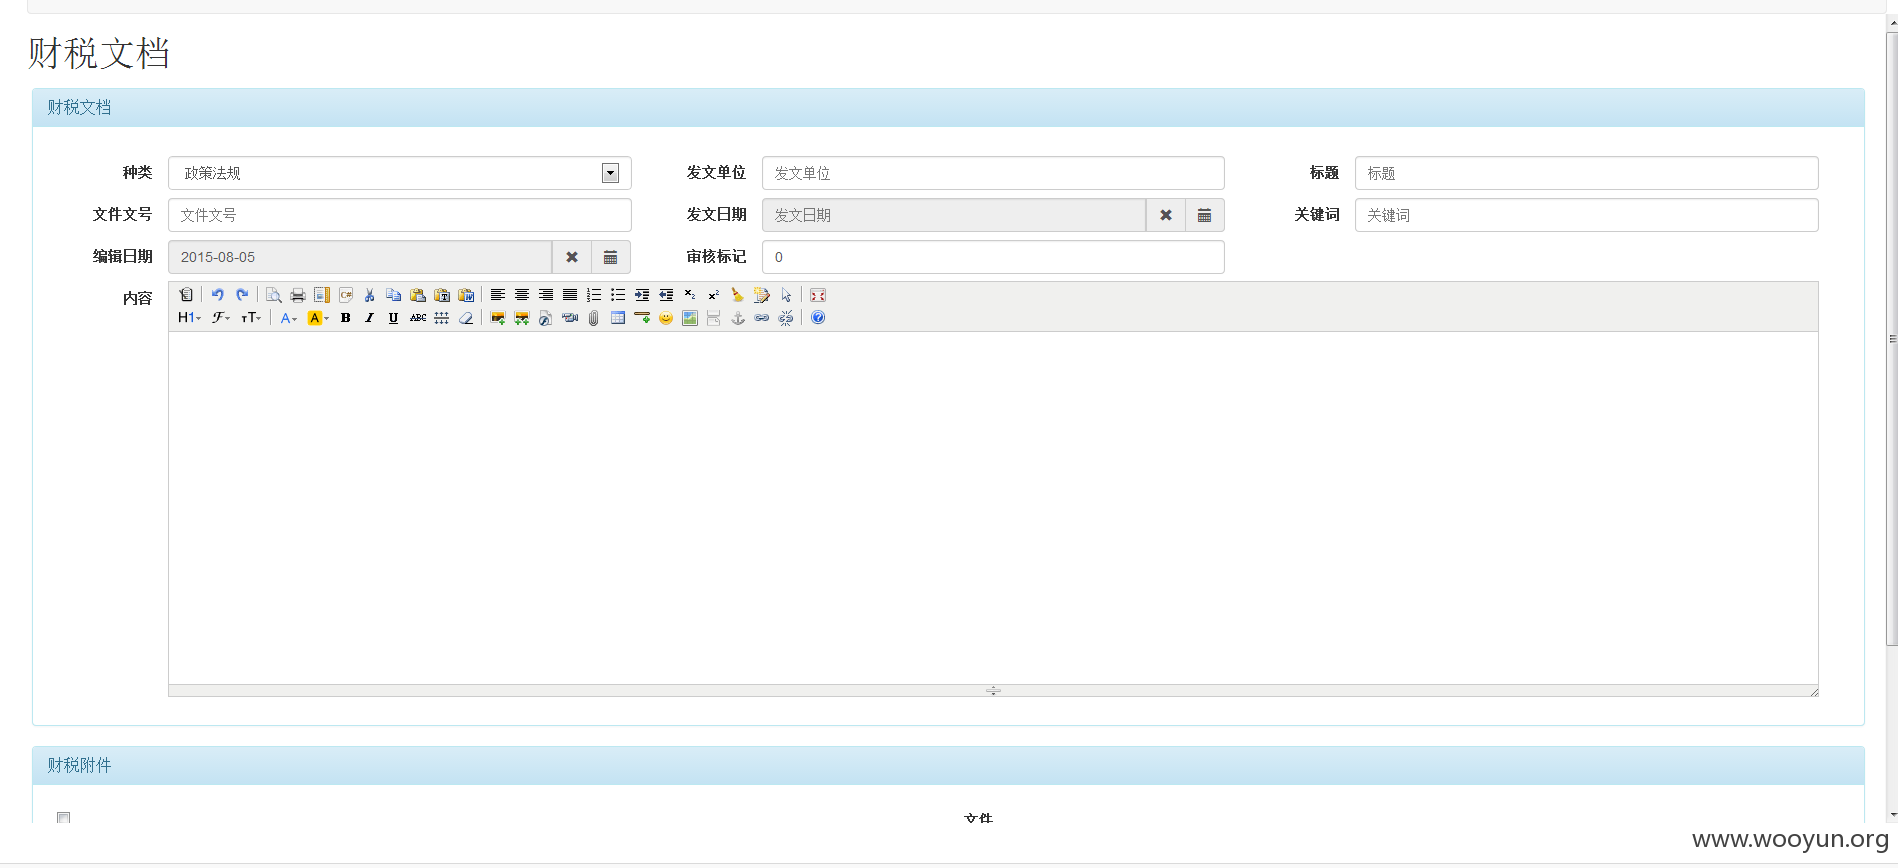 财税文档
财税文档
种类 政策法规 发文单位 发文单位 标题 标题
文件文号 文件文号 发文日期 发文日期 关键词 关键词
编辑日期 2015-08-05 审核标记 0
内容
H1 F TT A A B I U ABC
财税附件
文件
www.wooyun.org